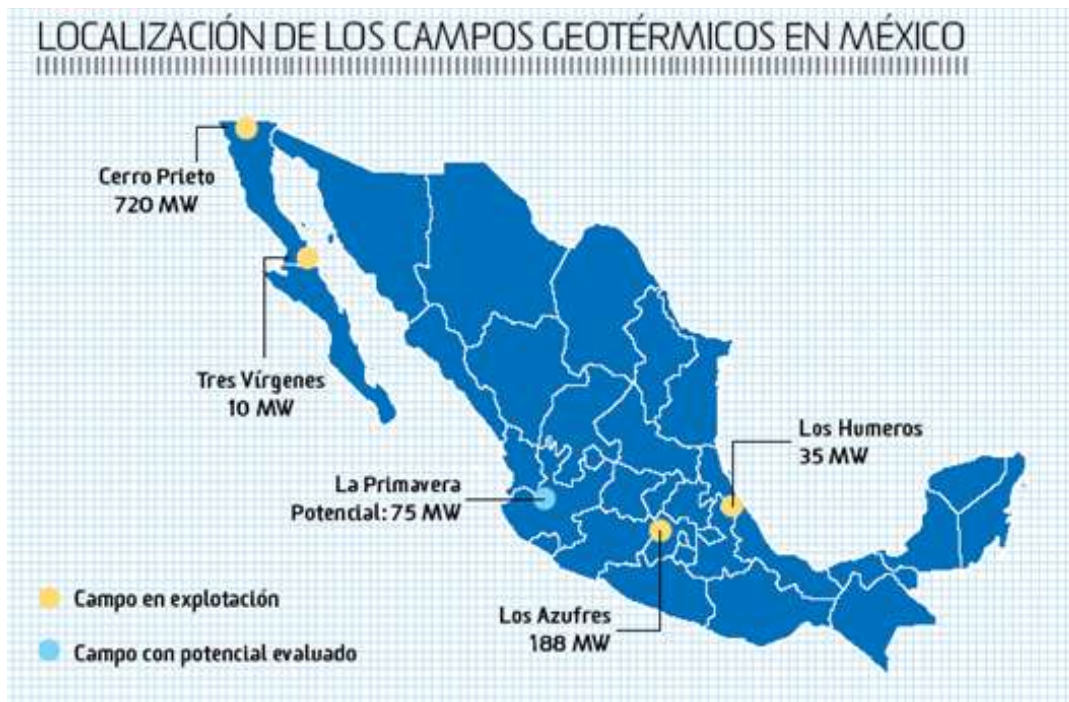 LOCALIZACIÓN DE LOS CAMPOS GEOTÉRMICOS EN MÉXICO
Cerro Prieto
720 MW
Tres Vírgenes
10 MW
Los Humeros
35 MW
La Primavera
Potencial: 75 MW
Los Azufres
188 MW
Campo en explotación
Campo con potencial evaluado